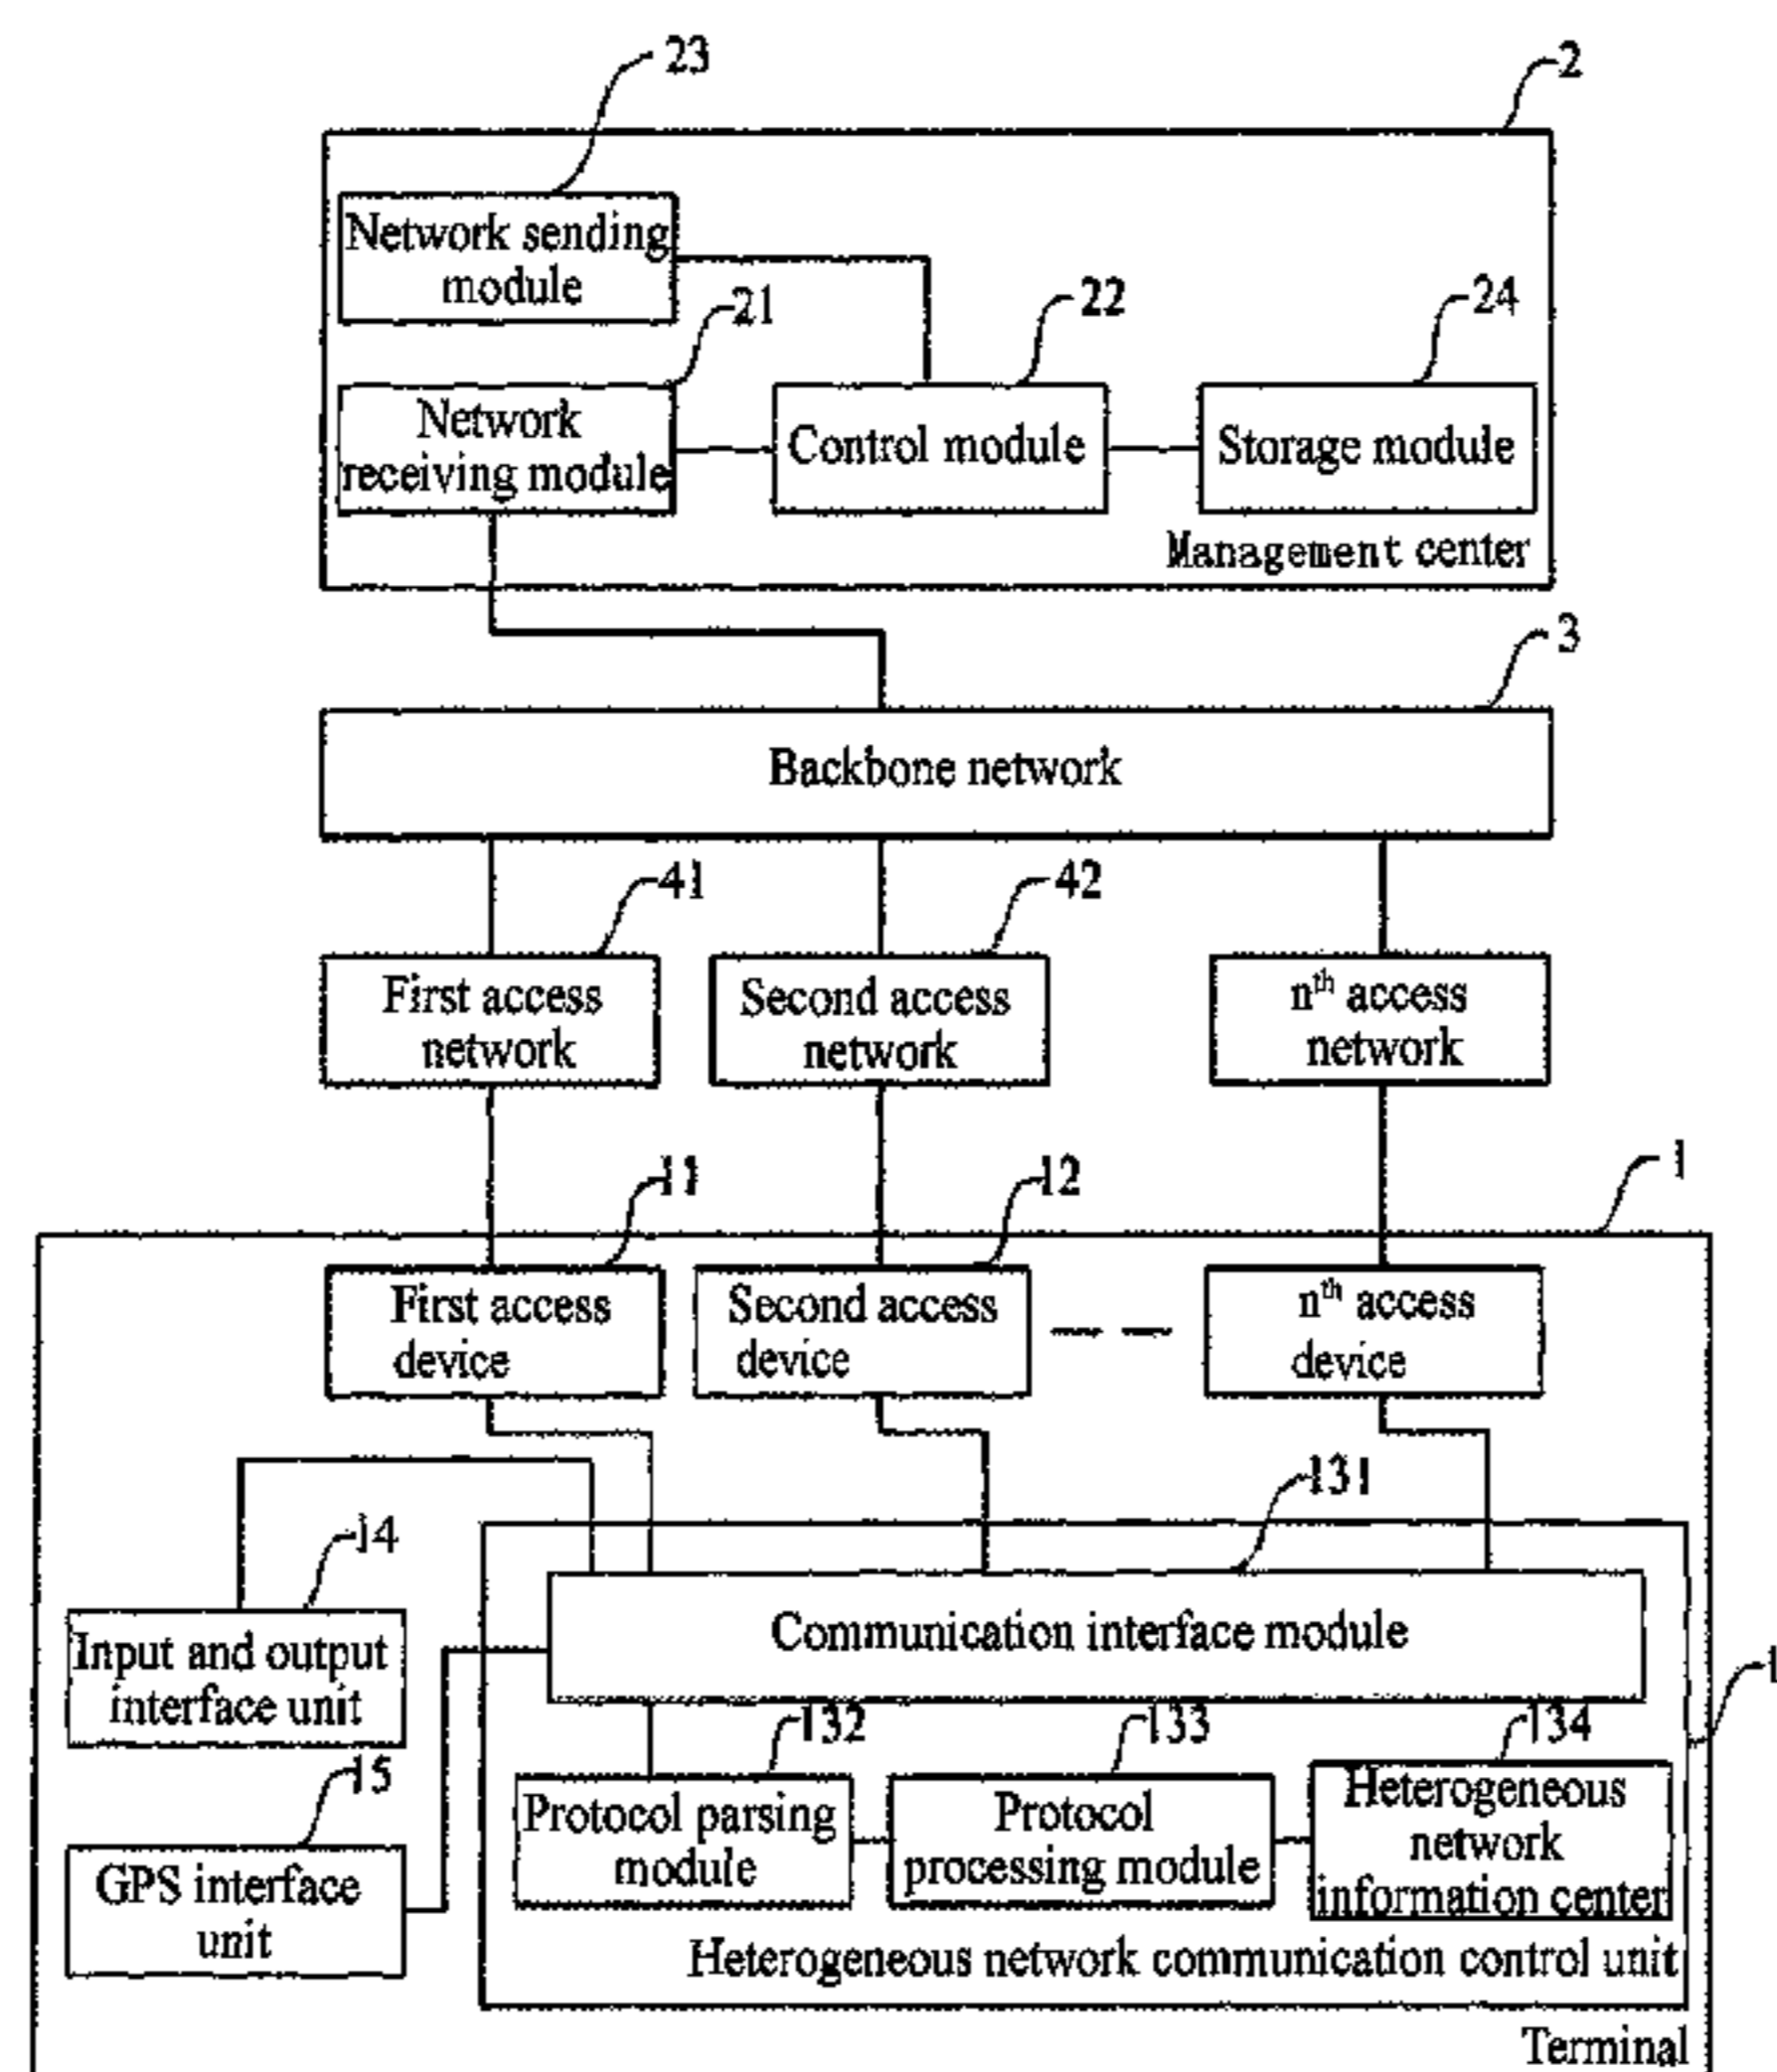 23
2
Network sending
module
21
22
24
Network
receiving module
Control module
Storage module
Management center
3
Backbone network
41
42
First access
network
Second access
network
nth access
network
1
11
12
First access
device
Second access
device
nth access
device
131
14
Communication interface module
Input and output
interface unit
132
133
134
15
Protocol parsing
module
Protocol
processing module
Heterogeneous
network
information center
GPS interface
unit
Heterogeneous network communication control unit
Terminal